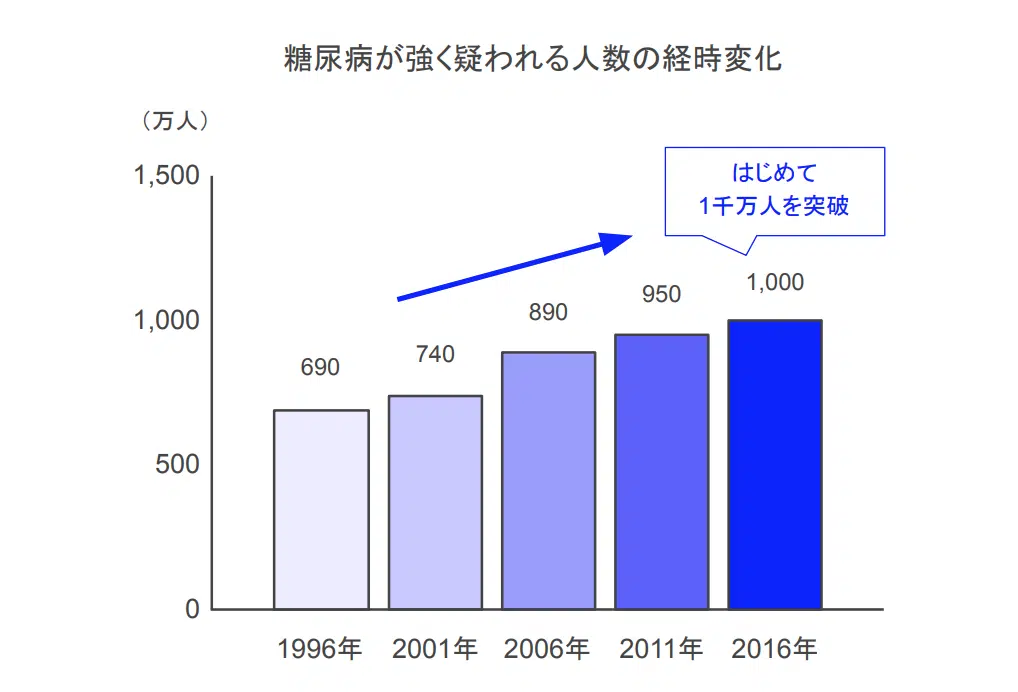 糖尿病が強く疑われる人数の経時変化
（万人）
1,500
1,000
500
0
はじめて
1千万人を突破
690
740
890
950
1,000
1996年
2001年
2006年
2011年
2016年